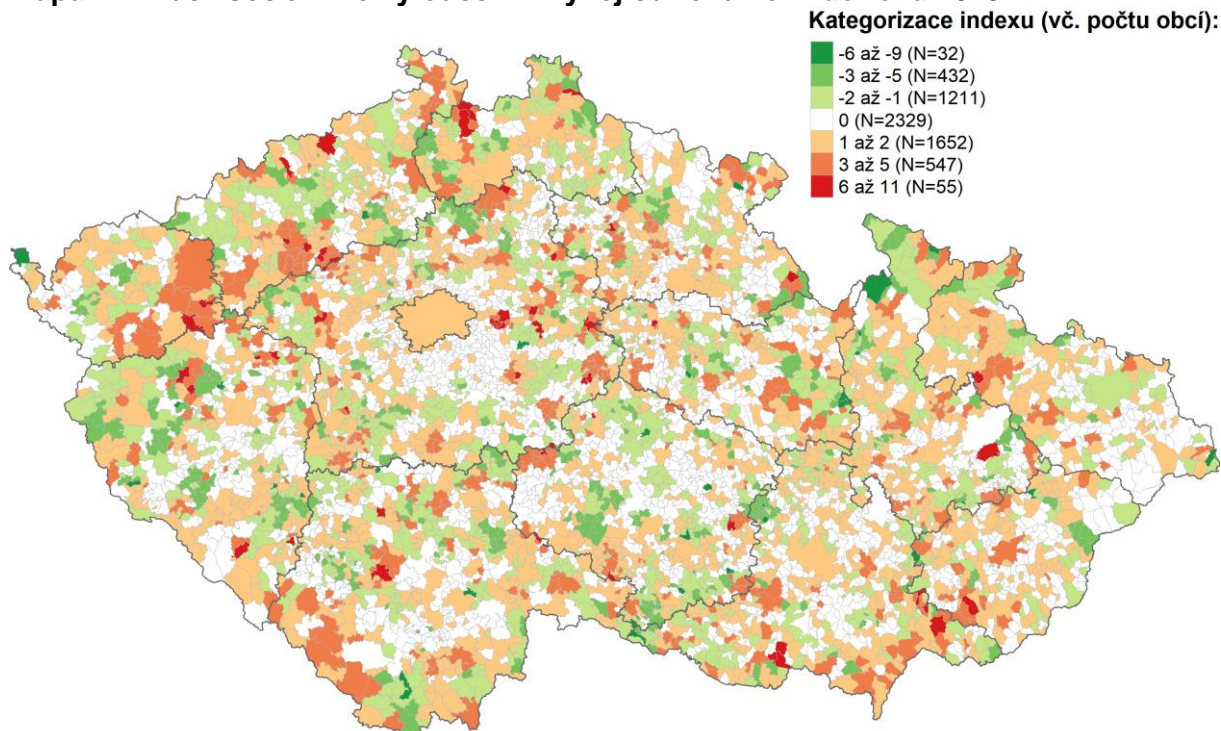 Kategorizace indexu (vč. počtu obcí):
-6 až -9 (N=32)
-3 až -5 (N=432)
-2 až -1 (N=1211)
0 (N=2329)
1 až 2 (N=1652)
3 až 5 (N=547)
6 až 11 (N=55)